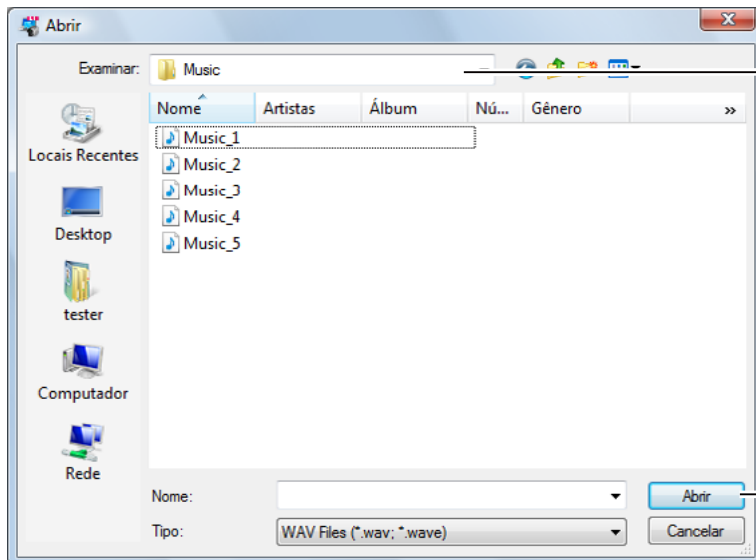 Abrir
Examinar: Music
Nome Artistas Álbum Nú... Gênero »
Music_1
Music_2
Music_3
Music_4
Music_5
Locais Recentes
Desktop
tester
Computador
Rede
Nome: Abrir
Tipo: WAV Files (*.wav; *.wave) Cancelar